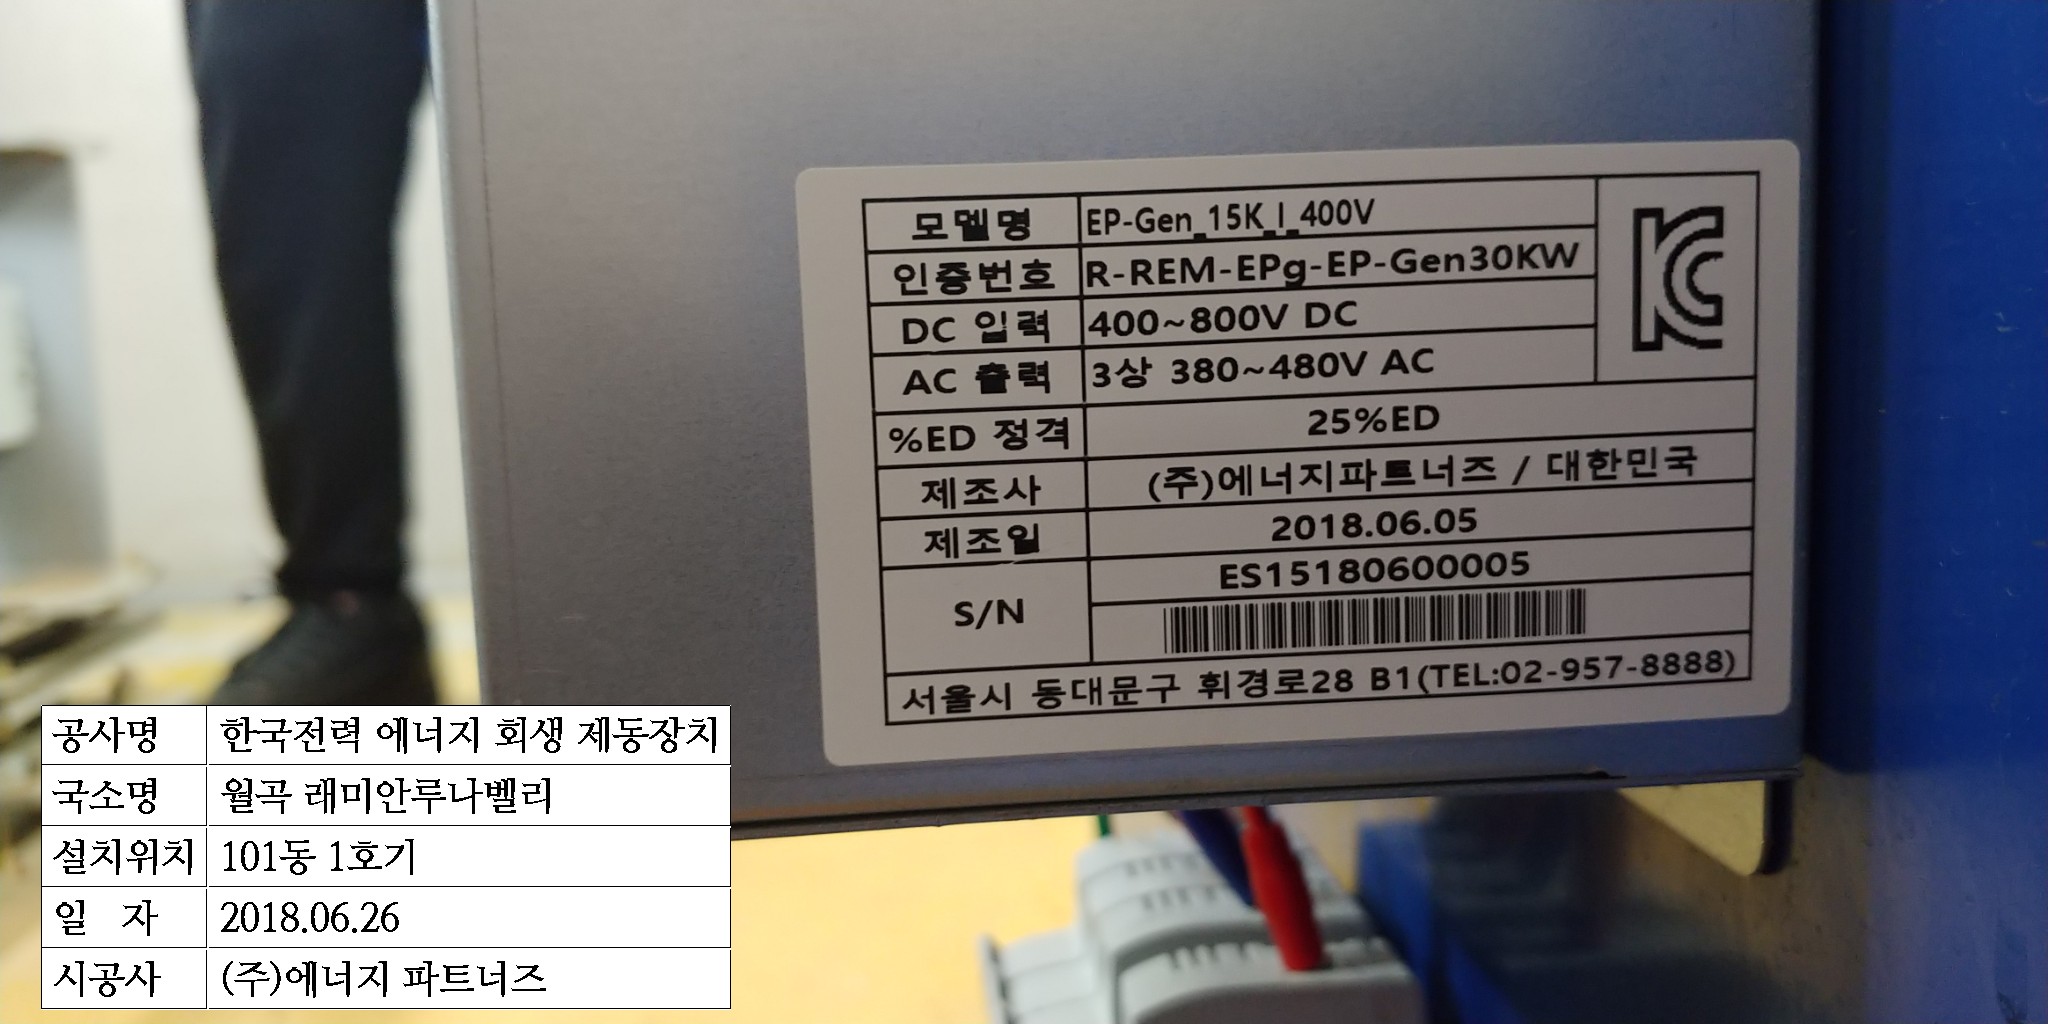 모델명 EP-Gen_15K_I_400V
인증번호 R-REM-EPg-EP-Gen30KW
DC 입력 400~800V DC
AC 출력 3상 380~480V AC
%ED 정격 25%ED
제조사 (주)에너지파트너즈 / 대한민국
제조일 2018.06.05
S/N ES15180600005
서울시 동대문구 휘경로28 B1(TEL:02-957-8888)
공사명 한국전력 에너지 회생 제동장치
국소명 월곡 래미안루나벨리
설치위치 101동 1호기
일 자 2018.06.26
시공사 (주)에너지 파트너즈